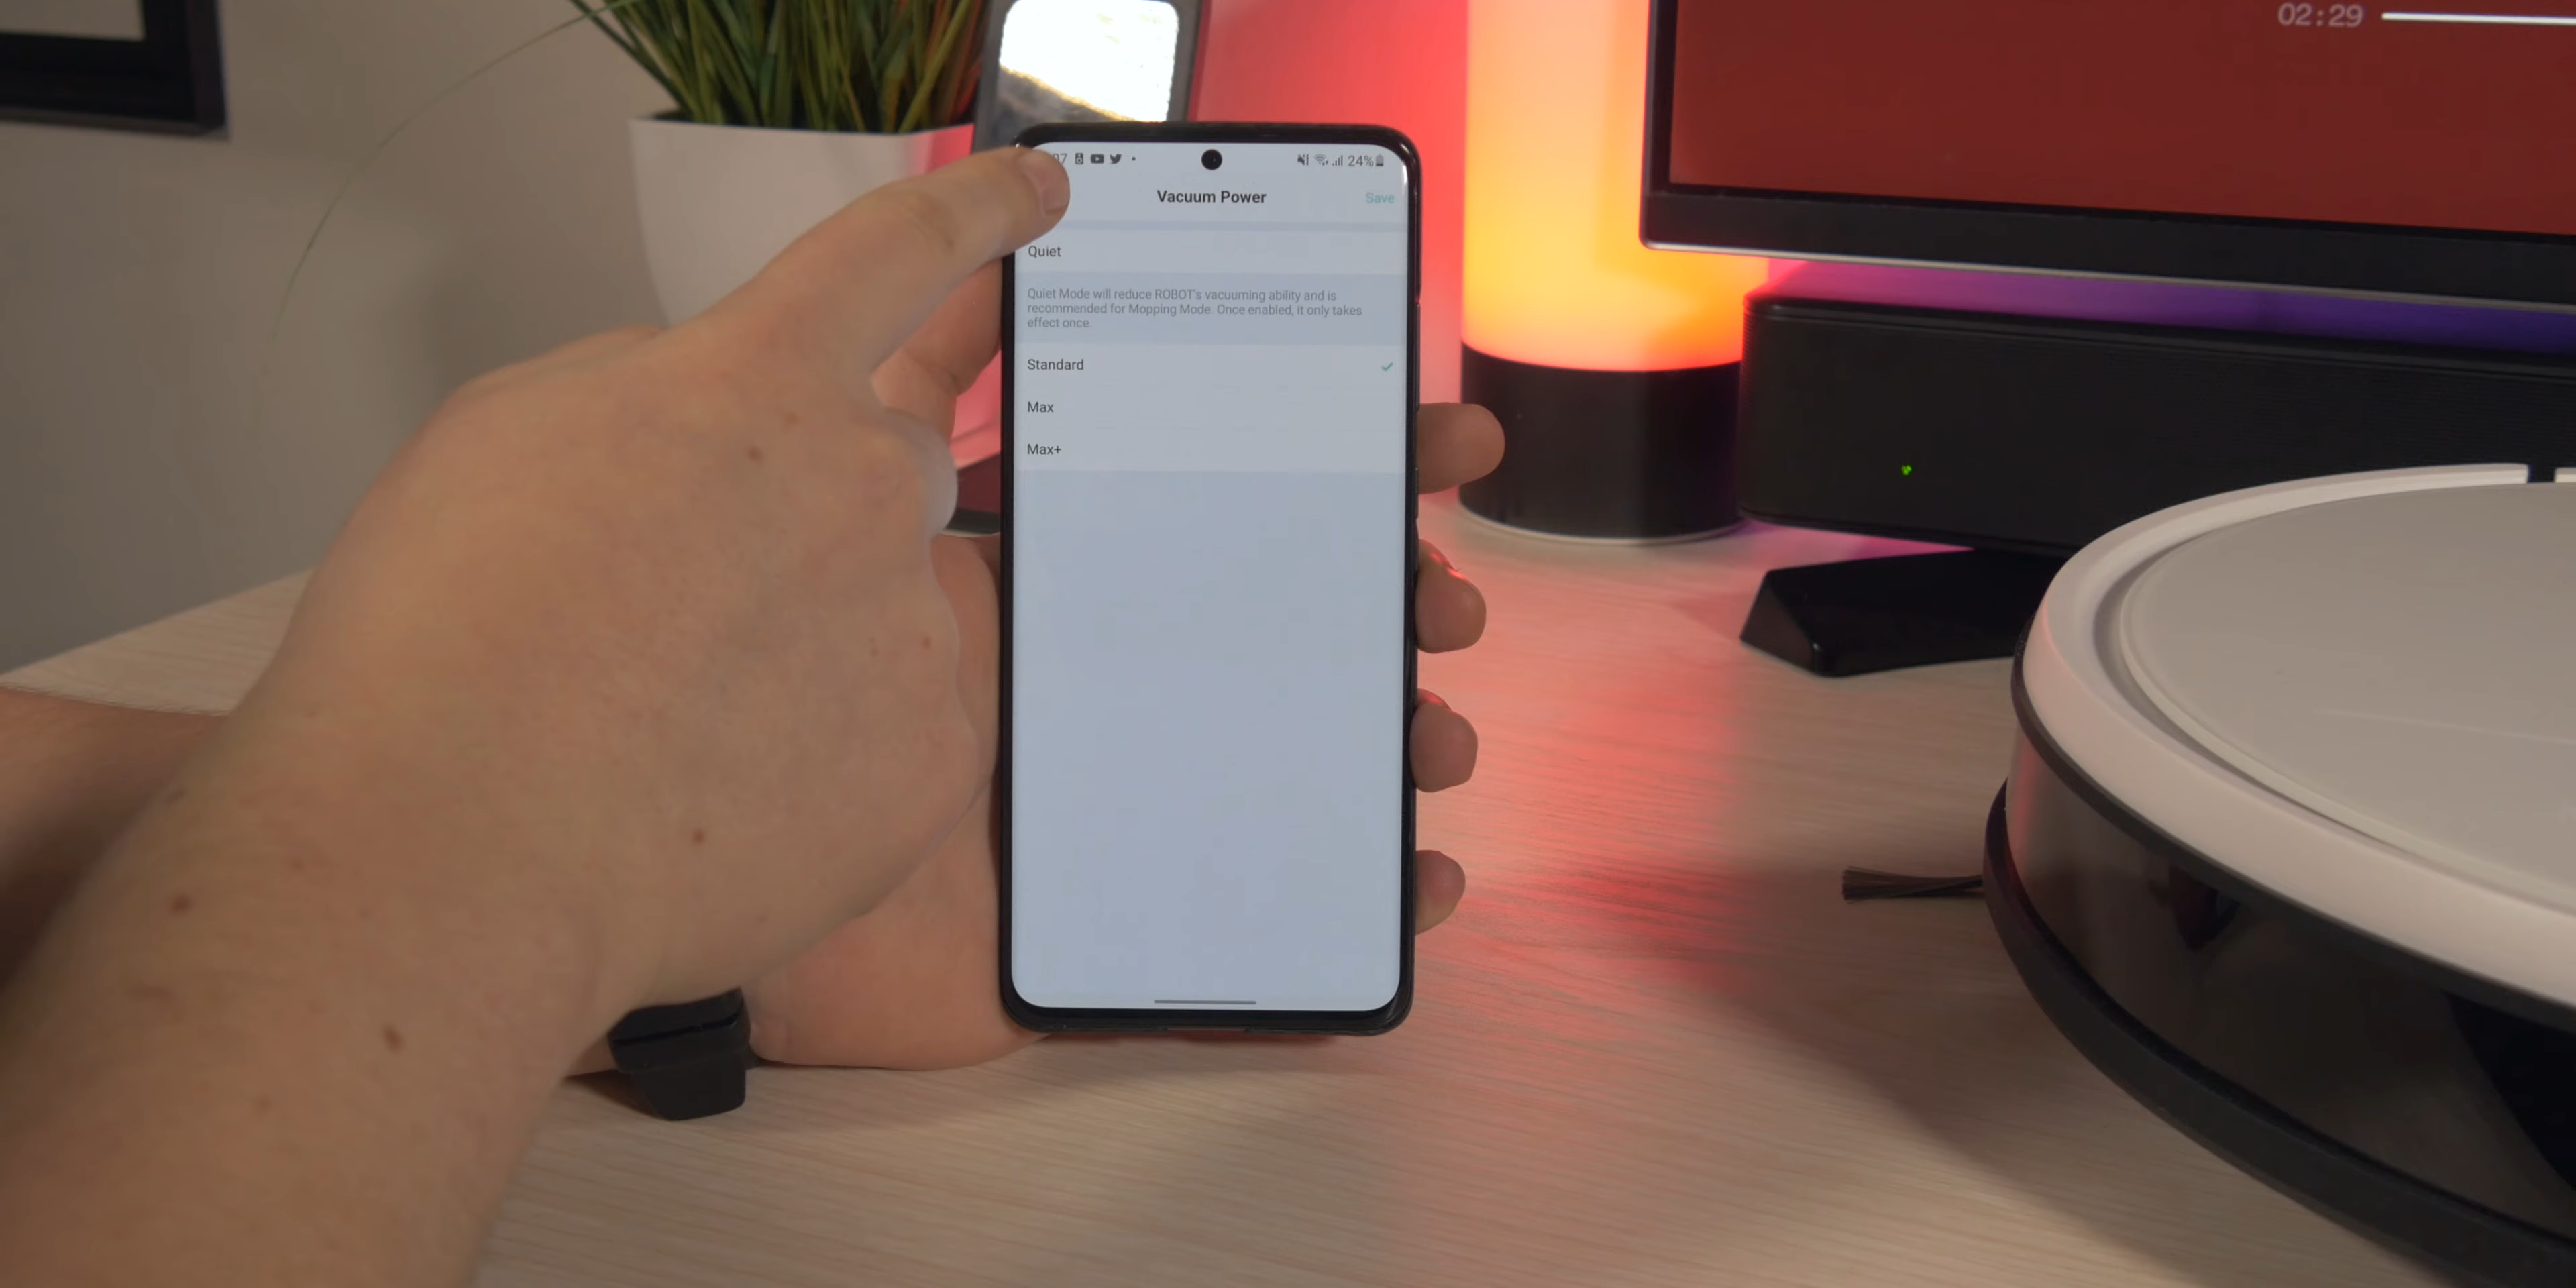 02:29
24%
Vacuum Power
Save
Quiet
Quiet Mode will reduce ROBOT's vacuuming ability and is
recommended for Mopping Mode. Once enabled, it only takes
effect once.
Standard
Max
Max+